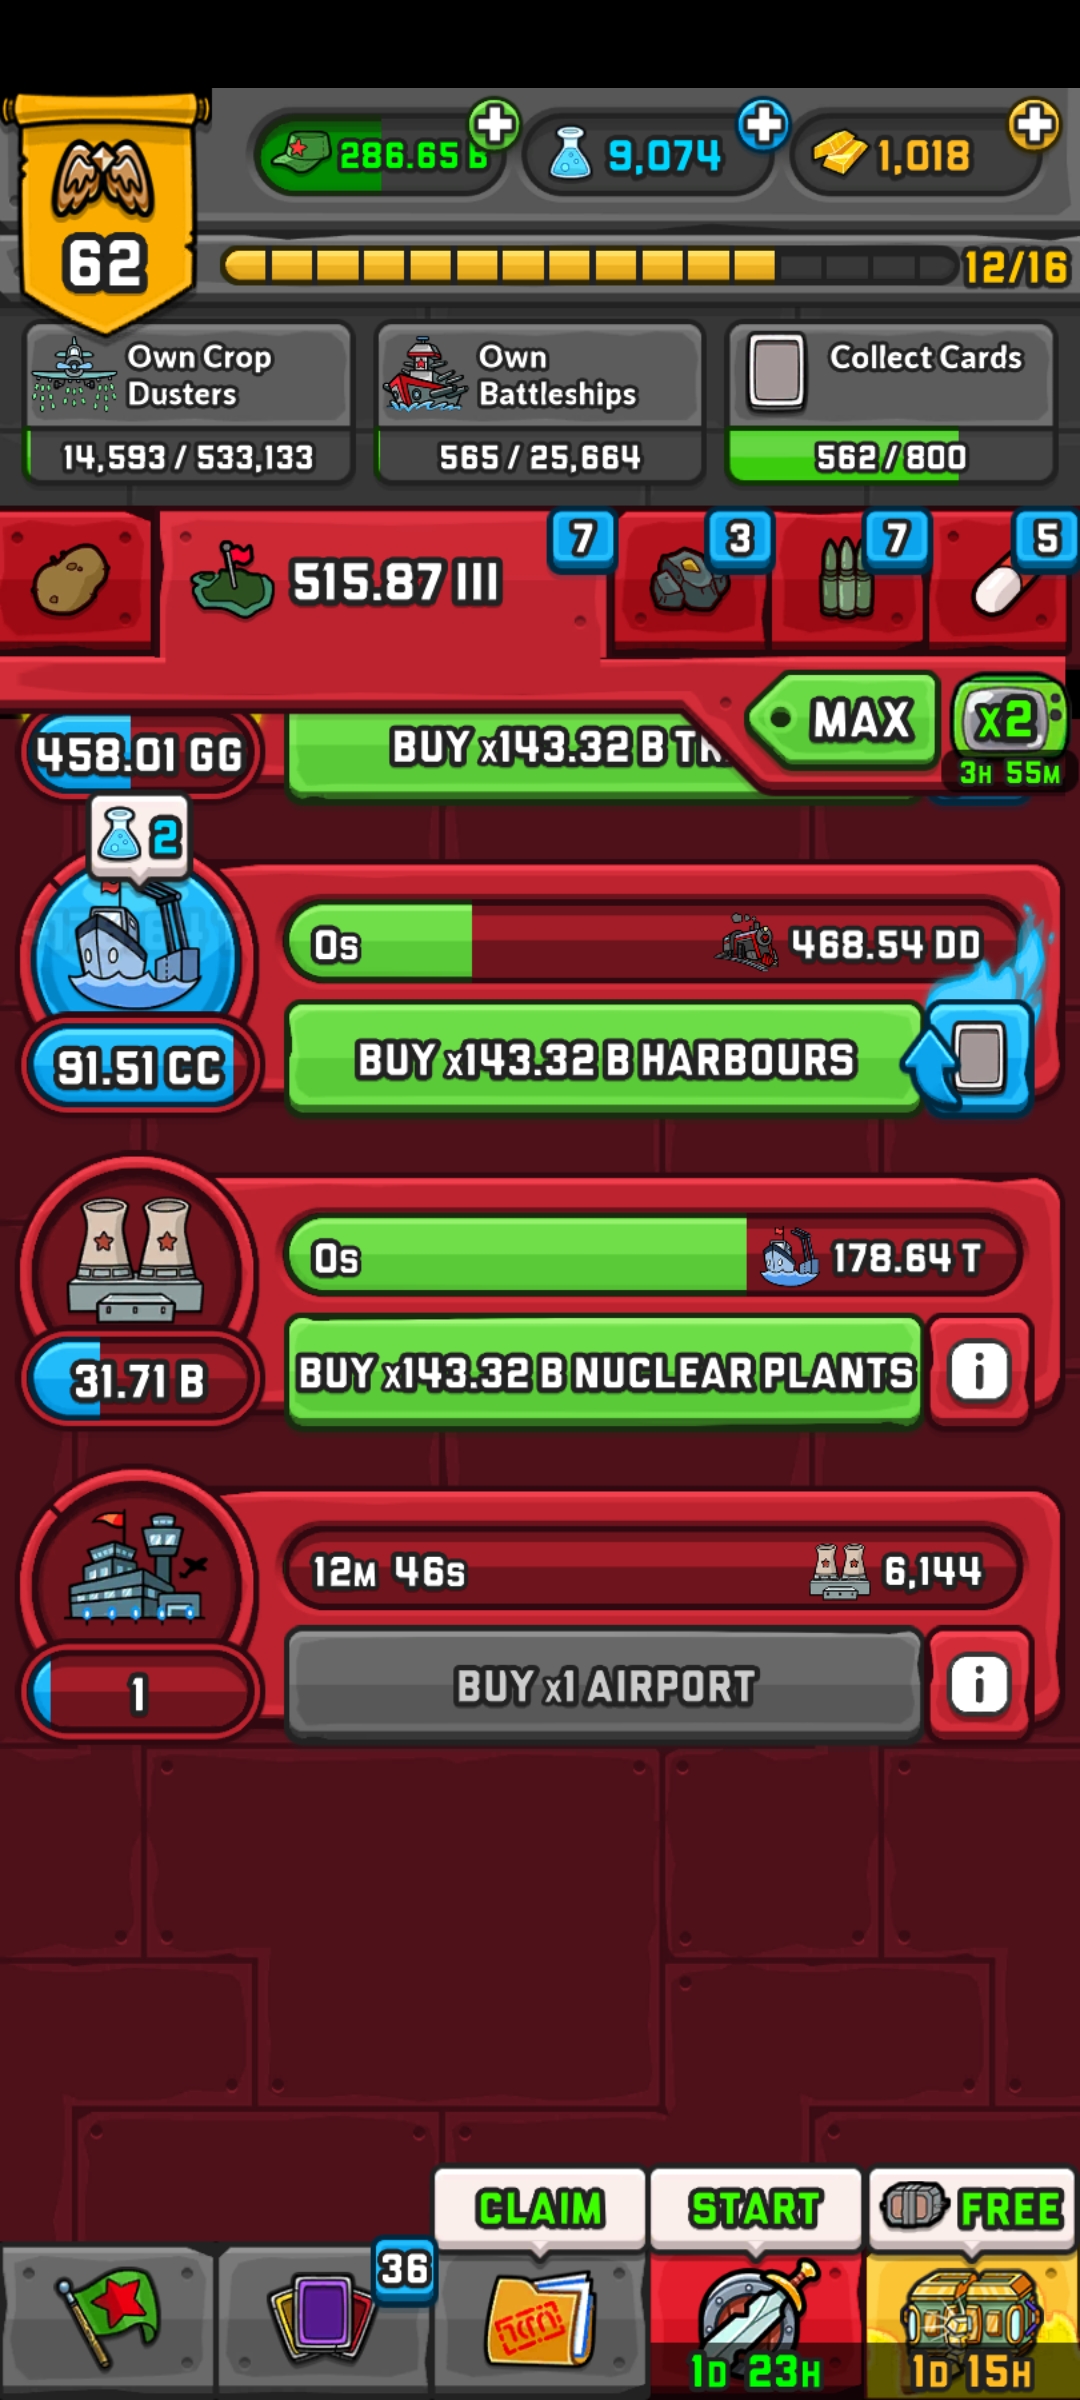 286.65 B
9,074
1,018
62
12/16
Own Crop
Dusters
14,593 / 533,133
Own
Battleships
565 / 25,664
Collect Cards
562 / 800
515.87 III
7
3
7
5
MAX
x2
3H 55M
458.01 GG
BUY x143.32 B
2
0s
468.54 DD
91.51 CC
BUY x143.32 B HARBOURS
0s
178.64 T
31.71 B
BUY x143.32 B NUCLEAR PLANTS
i
12M 46s
6,144
1
BUY x1 AIRPORT
i
CLAIM
START
FREE
36
1D 23H
1D 15H